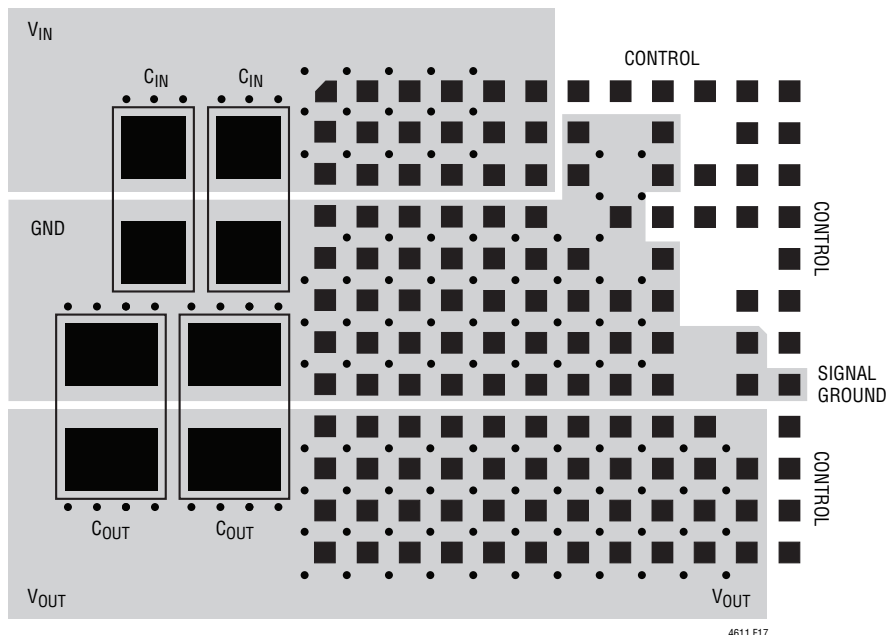 VIN
CIN
CIN
CONTROL
GND
CONTROL
SIGNAL
GROUND
CONTROL
COUT
COUT
VOUT
VOUT
4611 F17